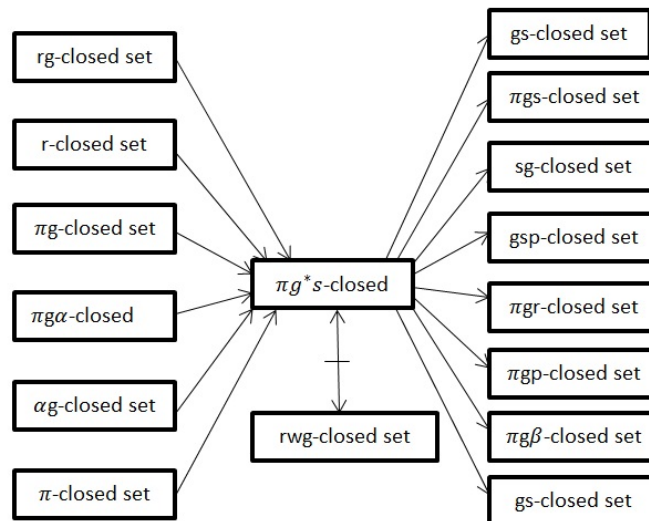 rg-closed set
r-closed set
πg-closed set
πgα-closed
αg-closed set
π-closed set
πg*s-closed
rwg-closed set
gs-closed set
πgs-closed set
sg-closed set
gsp-closed set
πgr-closed set
πgp-closed set
πgβ-closed set
gs-closed set